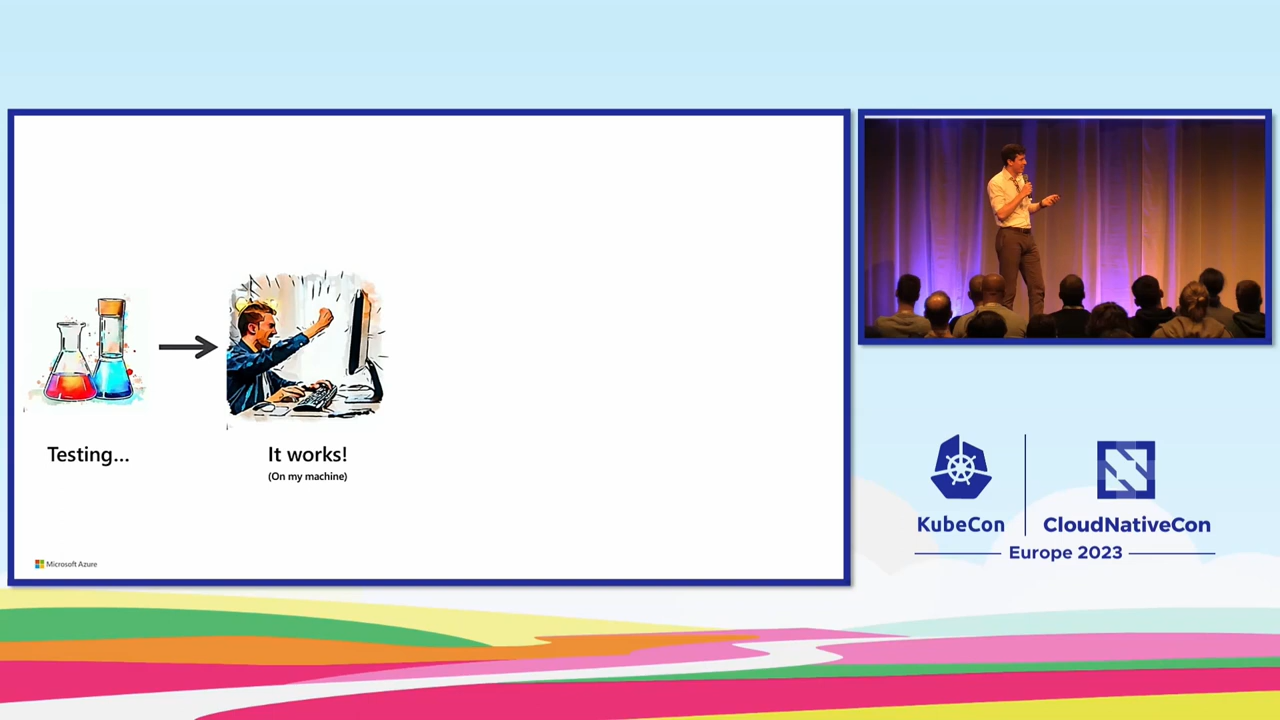 Testing...
It works!
(On my machine)
Microsoft Azure
KubeCon
CloudNativeCon
Europe 2023